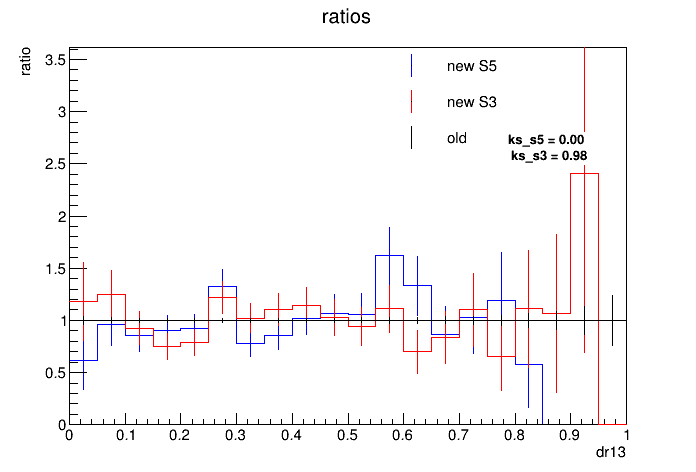 ratios
ratio
3.5
3
2.5
2
1.5
1
0.5
0
new S5
new S3
old
ks_s5 = 0.00
ks_s3 = 0.98
0 0.1 0.2 0.3 0.4 0.5 0.6 0.7 0.8 0.9 1
dr13